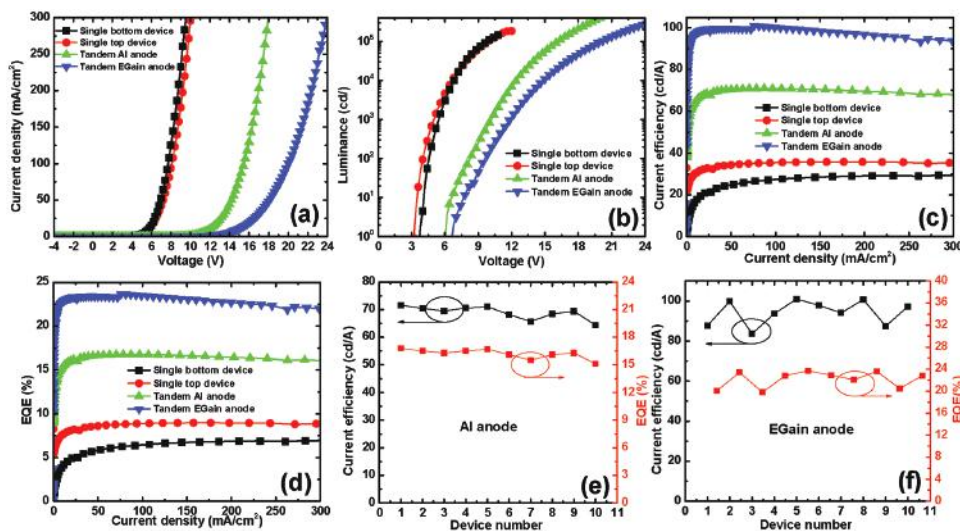 Current density (mA/cm²)
300
250
200
150
100
50
0
Single bottom device
Single top device
Tandem Al anode
Tandem EGain anode
(a)
-4 -2 0 2 4 6 8 10 12 14 16 18 20 22 24
Voltage (V)
Luminance (cd/)
10⁵
10⁴
10³
10²
10¹
10⁰
Single bottom device
Single top device
Tandem Al anode
Tandem EGain anode
(b)
0 3 6 9 12 15 18 21 24
Voltage (V)
Current efficiency (cd/A)
100
80
60
40
20
0
Single bottom device
Single top device
Tandem Al anode
Tandem EGain anode
(c)
0 50 100 150 200 250 300
Current density (mA/cm²)
EQE (%)
25
20
15
10
5
0
Single bottom device
Single top device
Tandem Al anode
Tandem EGain anode
(d)
0 50 100 150 200 250 300
Current density (mA/cm²)
Current efficiency (cd/A)
80
70
60
50
40
30
20
10
0
Al anode
(e)
0 1 2 3 4 5 6 7 8 9 10 11
Device number
24
21
18
15
12
9
6
3
0
EQE(%)
Current efficiency (cd/A)
100
80
60
40
20
0
EGain anode
(f)
0 1 2 3 4 5 6 7 8 9 10 11
Device number
40
36
32
28
24
20
16
12
8
4
0
EQE(%)